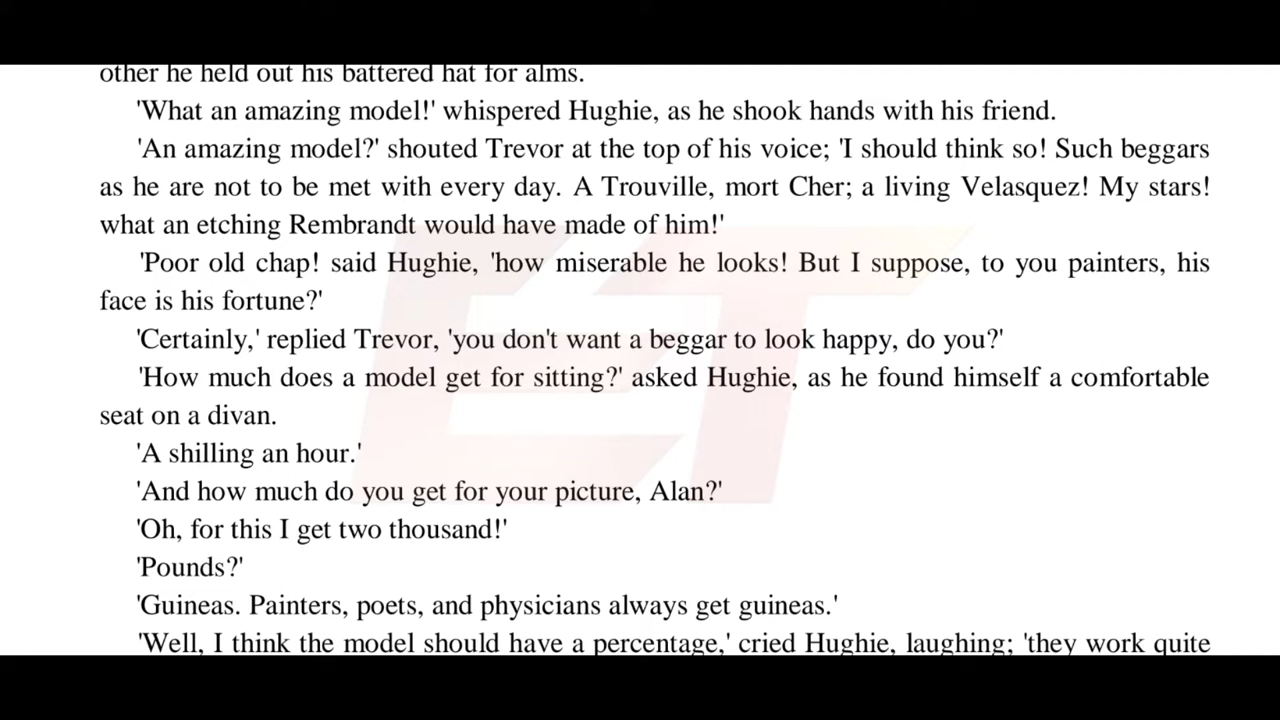 other he held out his battered hat for alms.
'What an amazing model!' whispered Hughie, as he shook hands with his friend.
'An amazing model?' shouted Trevor at the top of his voice; 'I should think so! Such beggars
as he are not to be met with every day. A Trouville, mort Cher; a living Velasquez! My stars!
what an etching Rembrandt would have made of him!'
'Poor old chap! said Hughie, 'how miserable he looks! But I suppose, to you painters, his
face is his fortune?'
'Certainly,' replied Trevor, 'you don't want a beggar to look happy, do you?'
'How much does a model get for sitting?' asked Hughie, as he found himself a comfortable
seat on a divan.
'A shilling an hour.'
'And how much do you get for your picture, Alan?'
'Oh, for this I get two thousand!'
'Pounds?'
'Guineas. Painters, poets, and physicians always get guineas.'
'Well, I think the model should have a percentage,' cried Hughie, laughing; 'they work quite